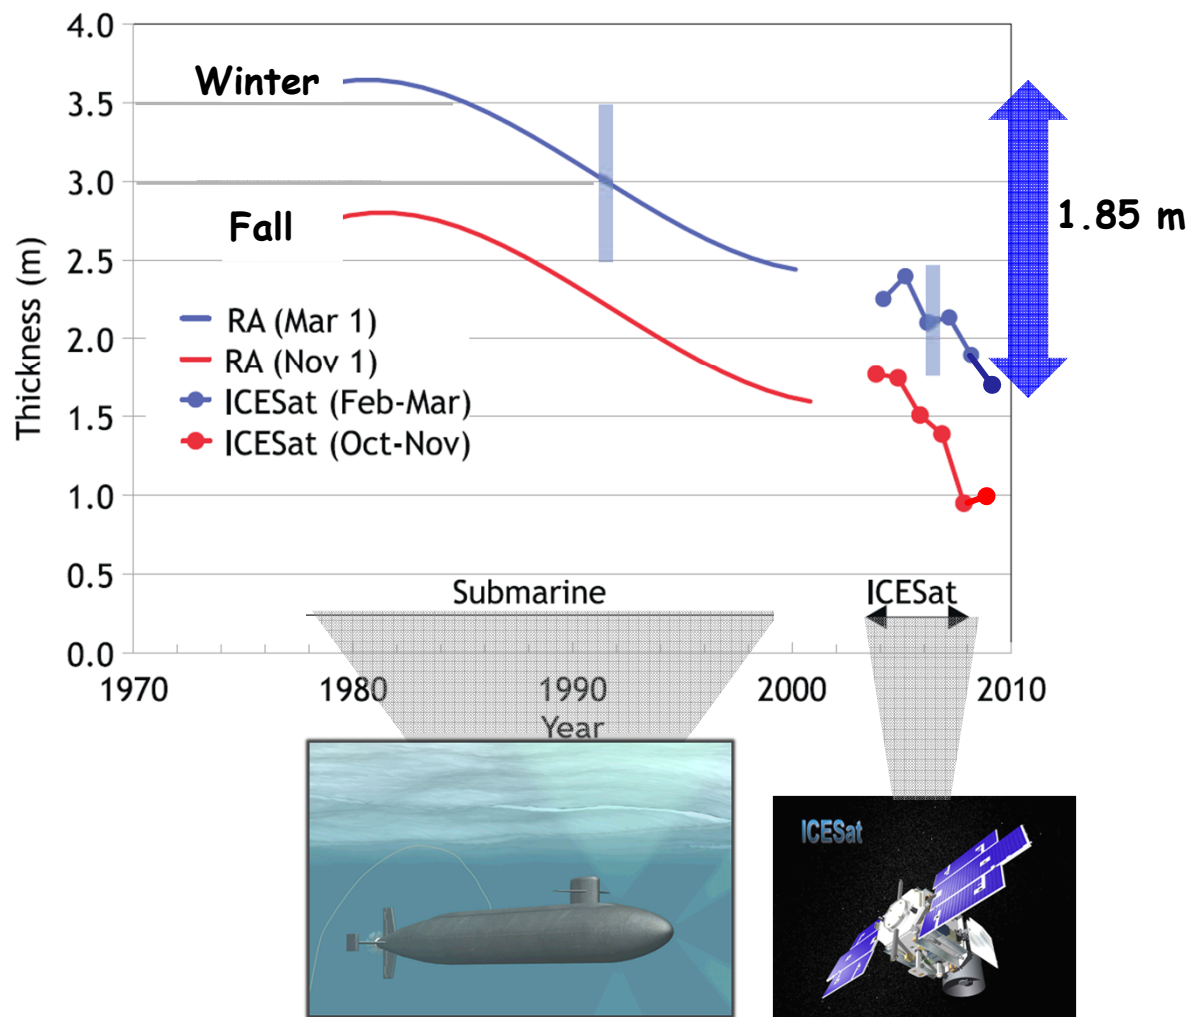 4.0
3.5
3.0
2.5
2.0
1.5
1.0
0.5
0.0
Thickness (m)
Winter
Fall
1.85 m
RA (Mar 1)
RA (Nov 1)
ICESat (Feb-Mar)
ICESat (Oct-Nov)
Submarine
ICESat
1970
1980
1990
2000
2010
Year
ICESat